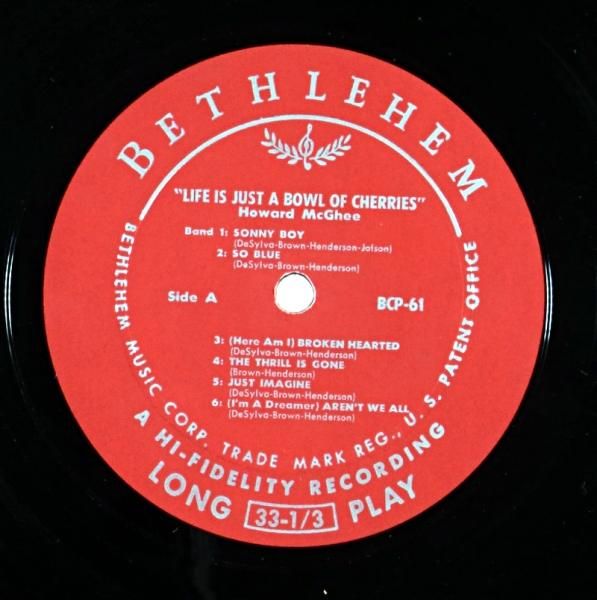 BETHLEHEM
"LIFE IS JUST A BOWL OF CHERRIES"
Howard McGhee
Band 1: SONNY BOY
(DeSylva-Brown-Henderson-Jolson)
2: SO BLUE
(DeSylva-Brown-Henderson)
Side A
BCP-61
3: (Here Am I) BROKEN HEARTED
(DeSylva-Brown-Henderson)
4: THE THRILL IS GONE
(Brown-Henderson)
5: JUST IMAGINE
(DeSylva-Brown-Henderson)
6: (I'm A Dreamer) AREN'T WE ALL
(DeSylva-Brown-Henderson)
BETHLEHEM MUSIC CORP. TRADE MARK REG., U. S. PATENT OFFICE
A HI-FIDELITY RECORDING
LONG 33-1/3 PLAY